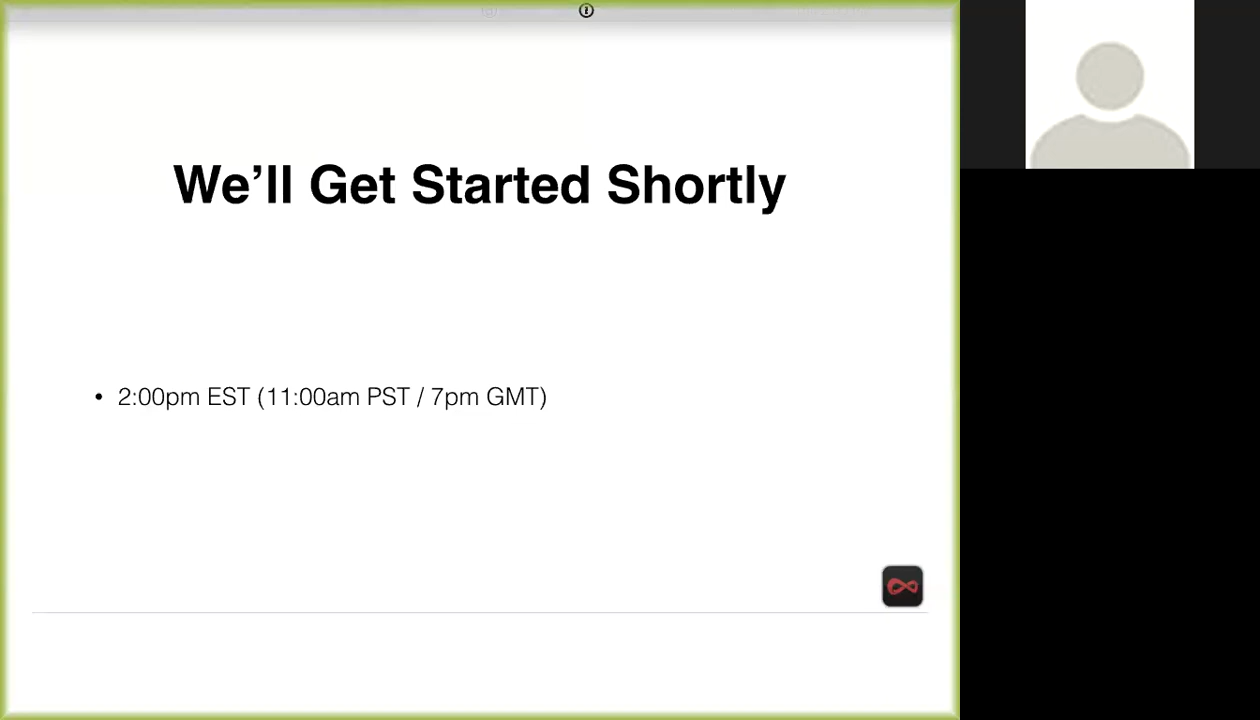 We’ll Get Started Shortly
• 2:00pm EST (11:00am PST / 7pm GMT)